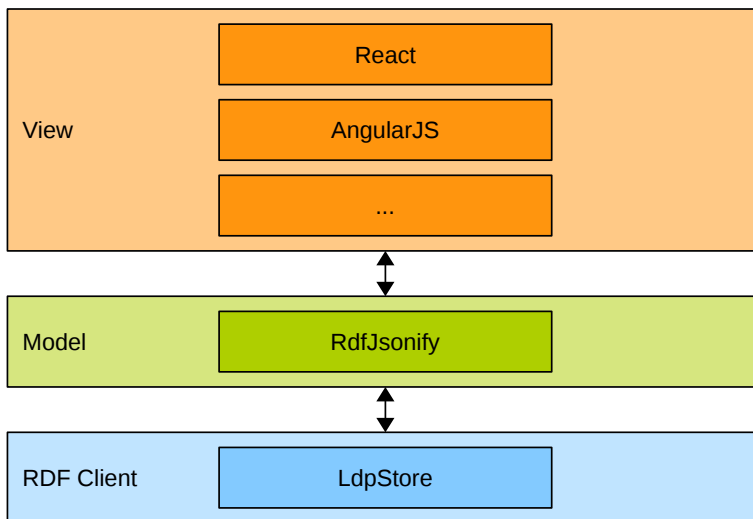 React
View
AngularJS
...
Model
RdfJsonify
RDF Client
LdpStore